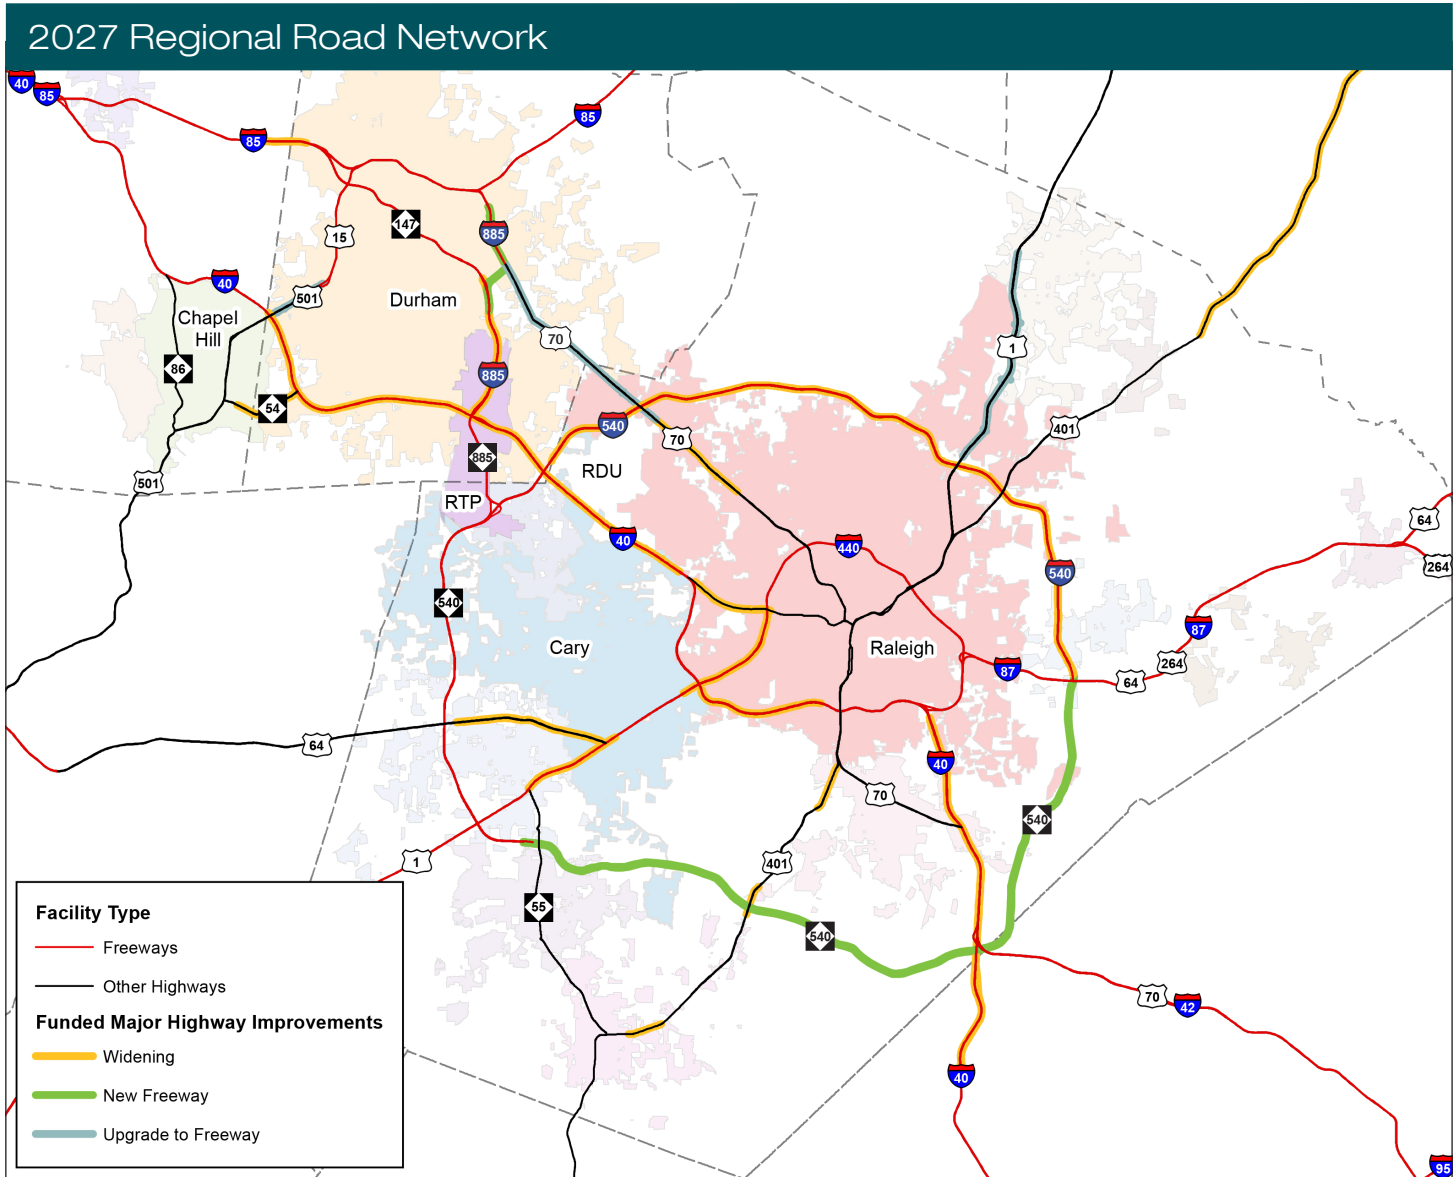 2027 Regional Road Network
40
85
85
85
147
15
885
40
501
Durham
Chapel
Hill
70
1
86
885
54
540
401
70
885
RDU
501
RTP
64
40
440
264
540
540
87
Cary
Raleigh
264
87
64
64
40
70
540
1
401
55
540
70
42
40
95
Facility Type
Freeways
Other Highways
Funded Major Highway Improvements
Widening
New Freeway
Upgrade to Freeway